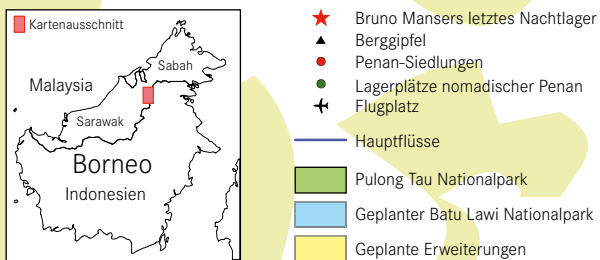 Kartenausschnitt
Sabah
Malaysia
Sarawak
Borneo
Indonesien
Bruno Mansers letztes Nachtlager
Berggipfel
Penan-Siedlungen
Lagerplätze nomadischer Penan
Flugplatz
Hauptflüsse
Pulong Tau Nationalpark
Geplanter Batu Lawi Nationalpark
Geplante Erweiterungen